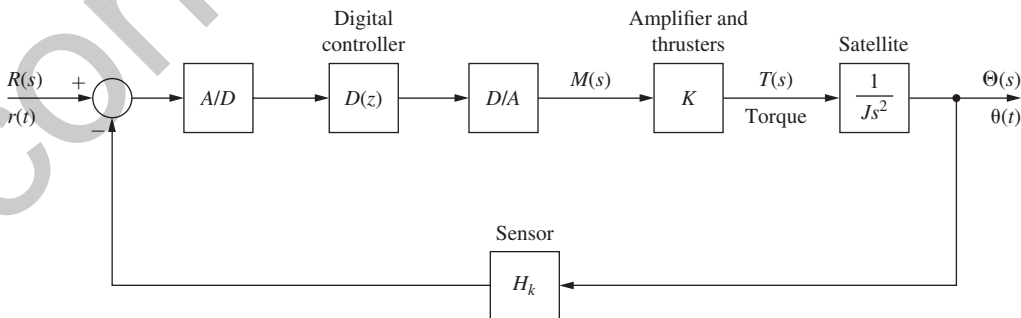 Digital
controller
Amplifier and
thrusters
Satellite
R(s)
+
r(t)
−
A/D
D(z)
D/A
M(s)
K
T(s)
Torque
1
Js²
Θ(s)
θ(t)
Sensor
H_k